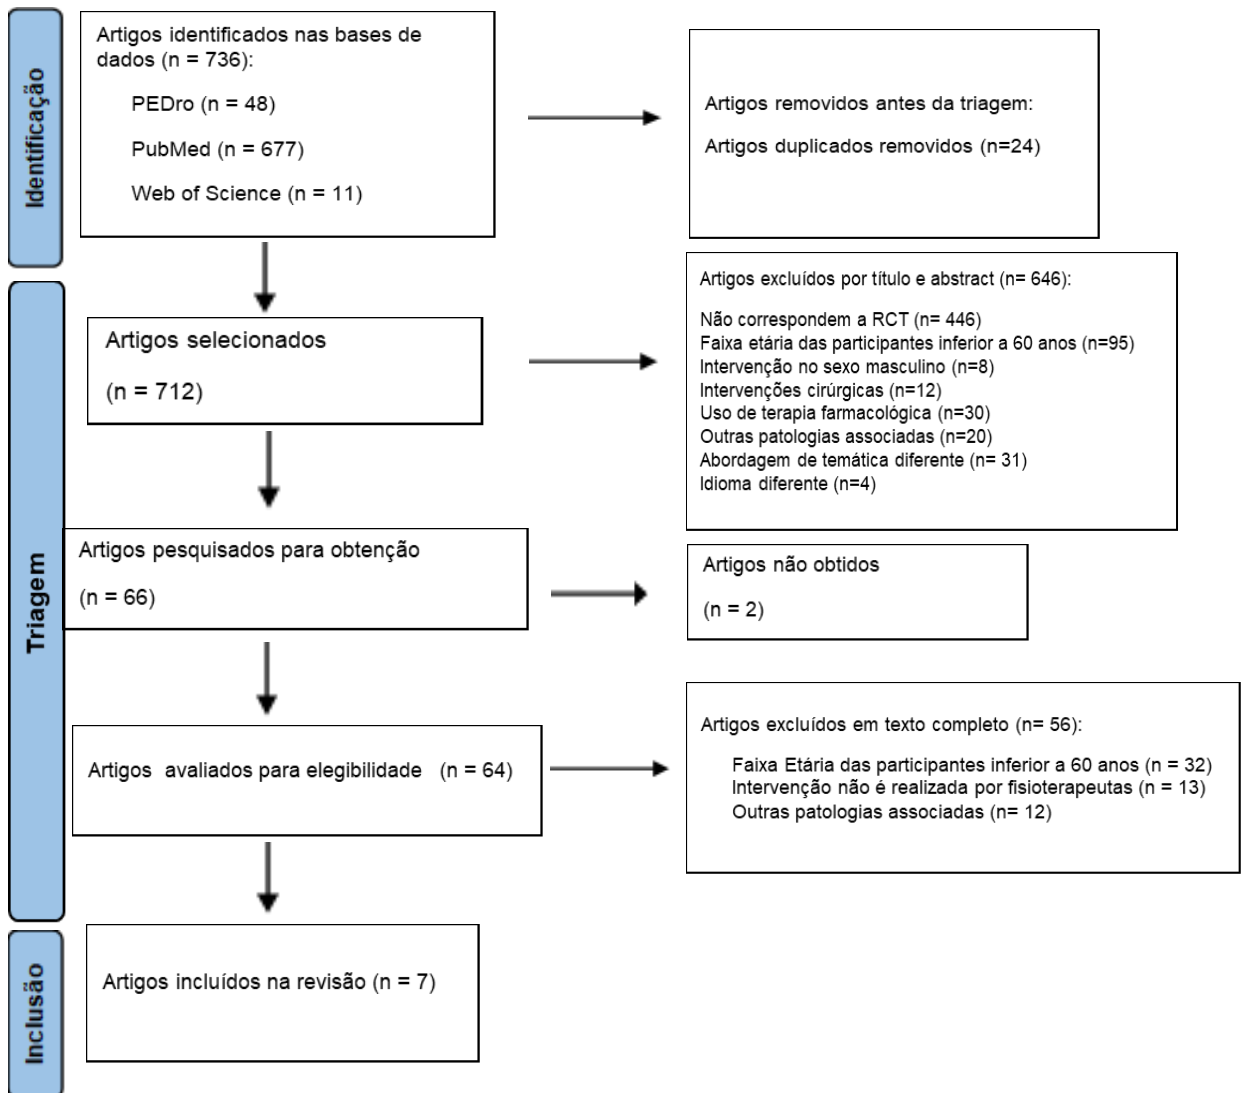 Identificação
Artigos identificados nas bases de
dados (n = 736):
PEDro (n = 48)
PubMed (n = 677)
Web of Science (n = 11)
Artigos removidos antes da triagem:
Artigos duplicados removidos (n=24)
Triagem
Artigos selecionados
(n = 712)
Artigos excluídos por título e abstract (n= 646):
Não correspondem a RCT (n= 446)
Faixa etária das participantes inferior a 60 anos (n=95)
Intervenção no sexo masculino (n=8)
Intervenções cirúrgicas (n=12)
Uso de terapia farmacológica (n=30)
Outras patologias associadas (n=20)
Abordagem de temática diferente (n= 31)
Idioma diferente (n=4)
Artigos pesquisados para obtenção
(n = 66)
Artigos não obtidos
(n = 2)
Artigos avaliados para elegibilidade (n = 64)
Artigos excluídos em texto completo (n= 56):
Faixa Etária das participantes inferior a 60 anos (n = 32)
Intervenção não é realizada por fisioterapeutas (n = 13)
Outras patologias associadas (n= 12)
Inclusão
Artigos incluídos na revisão (n = 7)